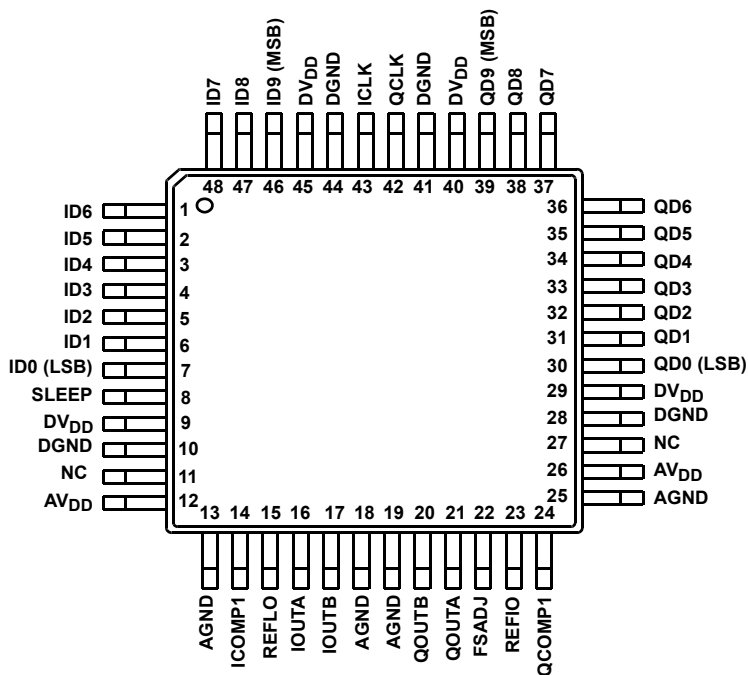 ID7
ID8
ID9 (MSB)
DVDD
DGND
ICLK
QCLK
DGND
DVDD
QD9 (MSB)
QD8
QD7
48 47 46 45 44 43 42 41 40 39 38 37
ID6 1
ID5 2
ID4 3
ID3 4
ID2 5
ID1 6
ID0 (LSB) 7
SLEEP 8
DVDD 9
DGND 10
NC 11
AVDD 12
36 QD6
35 QD5
34 QD4
33 QD3
32 QD2
31 QD1
30 QD0 (LSB)
29 DVDD
28 DGND
27 NC
26 AVDD
25 AGND
13 14 15 16 17 18 19 20 21 22 23 24
AGND
ICOMP1
REFLO
IOUTA
IOUTB
AGND
AGND
QOUTB
QOUTA
FSADJ
REFIO
QCOMP1